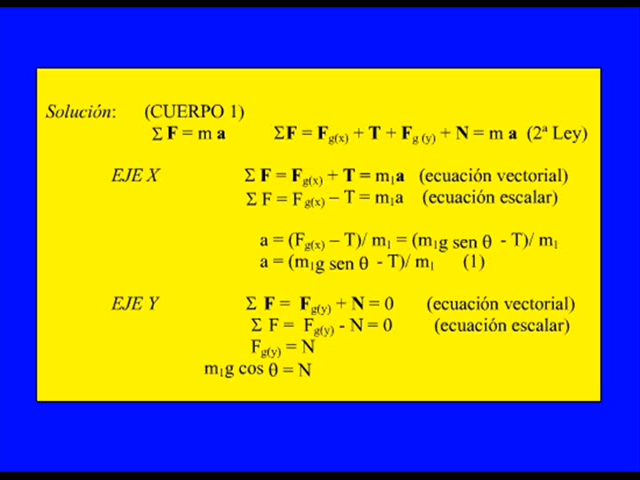 Solución: (CUERPO 1)
Σ F = m a ΣF = Fg(x) + T + Fg (y) + N = m a (2ª Ley)
EJE X Σ F = Fg(x) + T = m₁a (ecuación vectorial)
Σ F = Fg(x) − T = m₁a (ecuación escalar)
a = (Fg(x) − T)/ m₁ = (m₁g sen θ - T)/ m₁
a = (m₁g sen θ - T)/ m₁ (1)
EJE Y Σ F = Fg(y) + N = 0 (ecuación vectorial)
Σ F = Fg(y) - N = 0 (ecuación escalar)
Fg(y) = N
m₁g cos θ = N